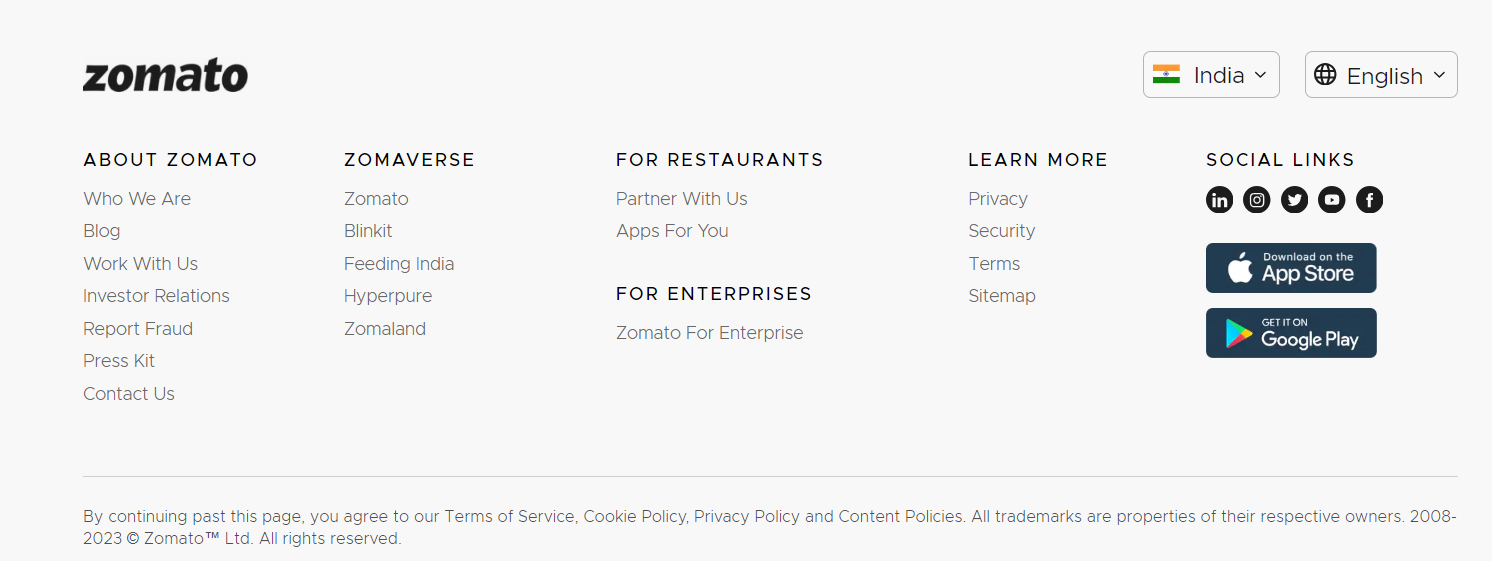 zomato
India
English
ABOUT ZOMATO
Who We Are
Blog
Work With Us
Investor Relations
Report Fraud
Press Kit
Contact Us
ZOMAVERSE
Zomato
Blinkit
Feeding India
Hyperpure
Zomaland
FOR RESTAURANTS
Partner With Us
Apps For You
FOR ENTERPRISES
Zomato For Enterprise
LEARN MORE
Privacy
Security
Terms
Sitemap
SOCIAL LINKS
Download on the
App Store
GET IT ON
Google Play
By continuing past this page, you agree to our Terms of Service, Cookie Policy, Privacy Policy and Content Policies. All trademarks are properties of their respective owners. 2008-
2023 © Zomato™ Ltd. All rights reserved.